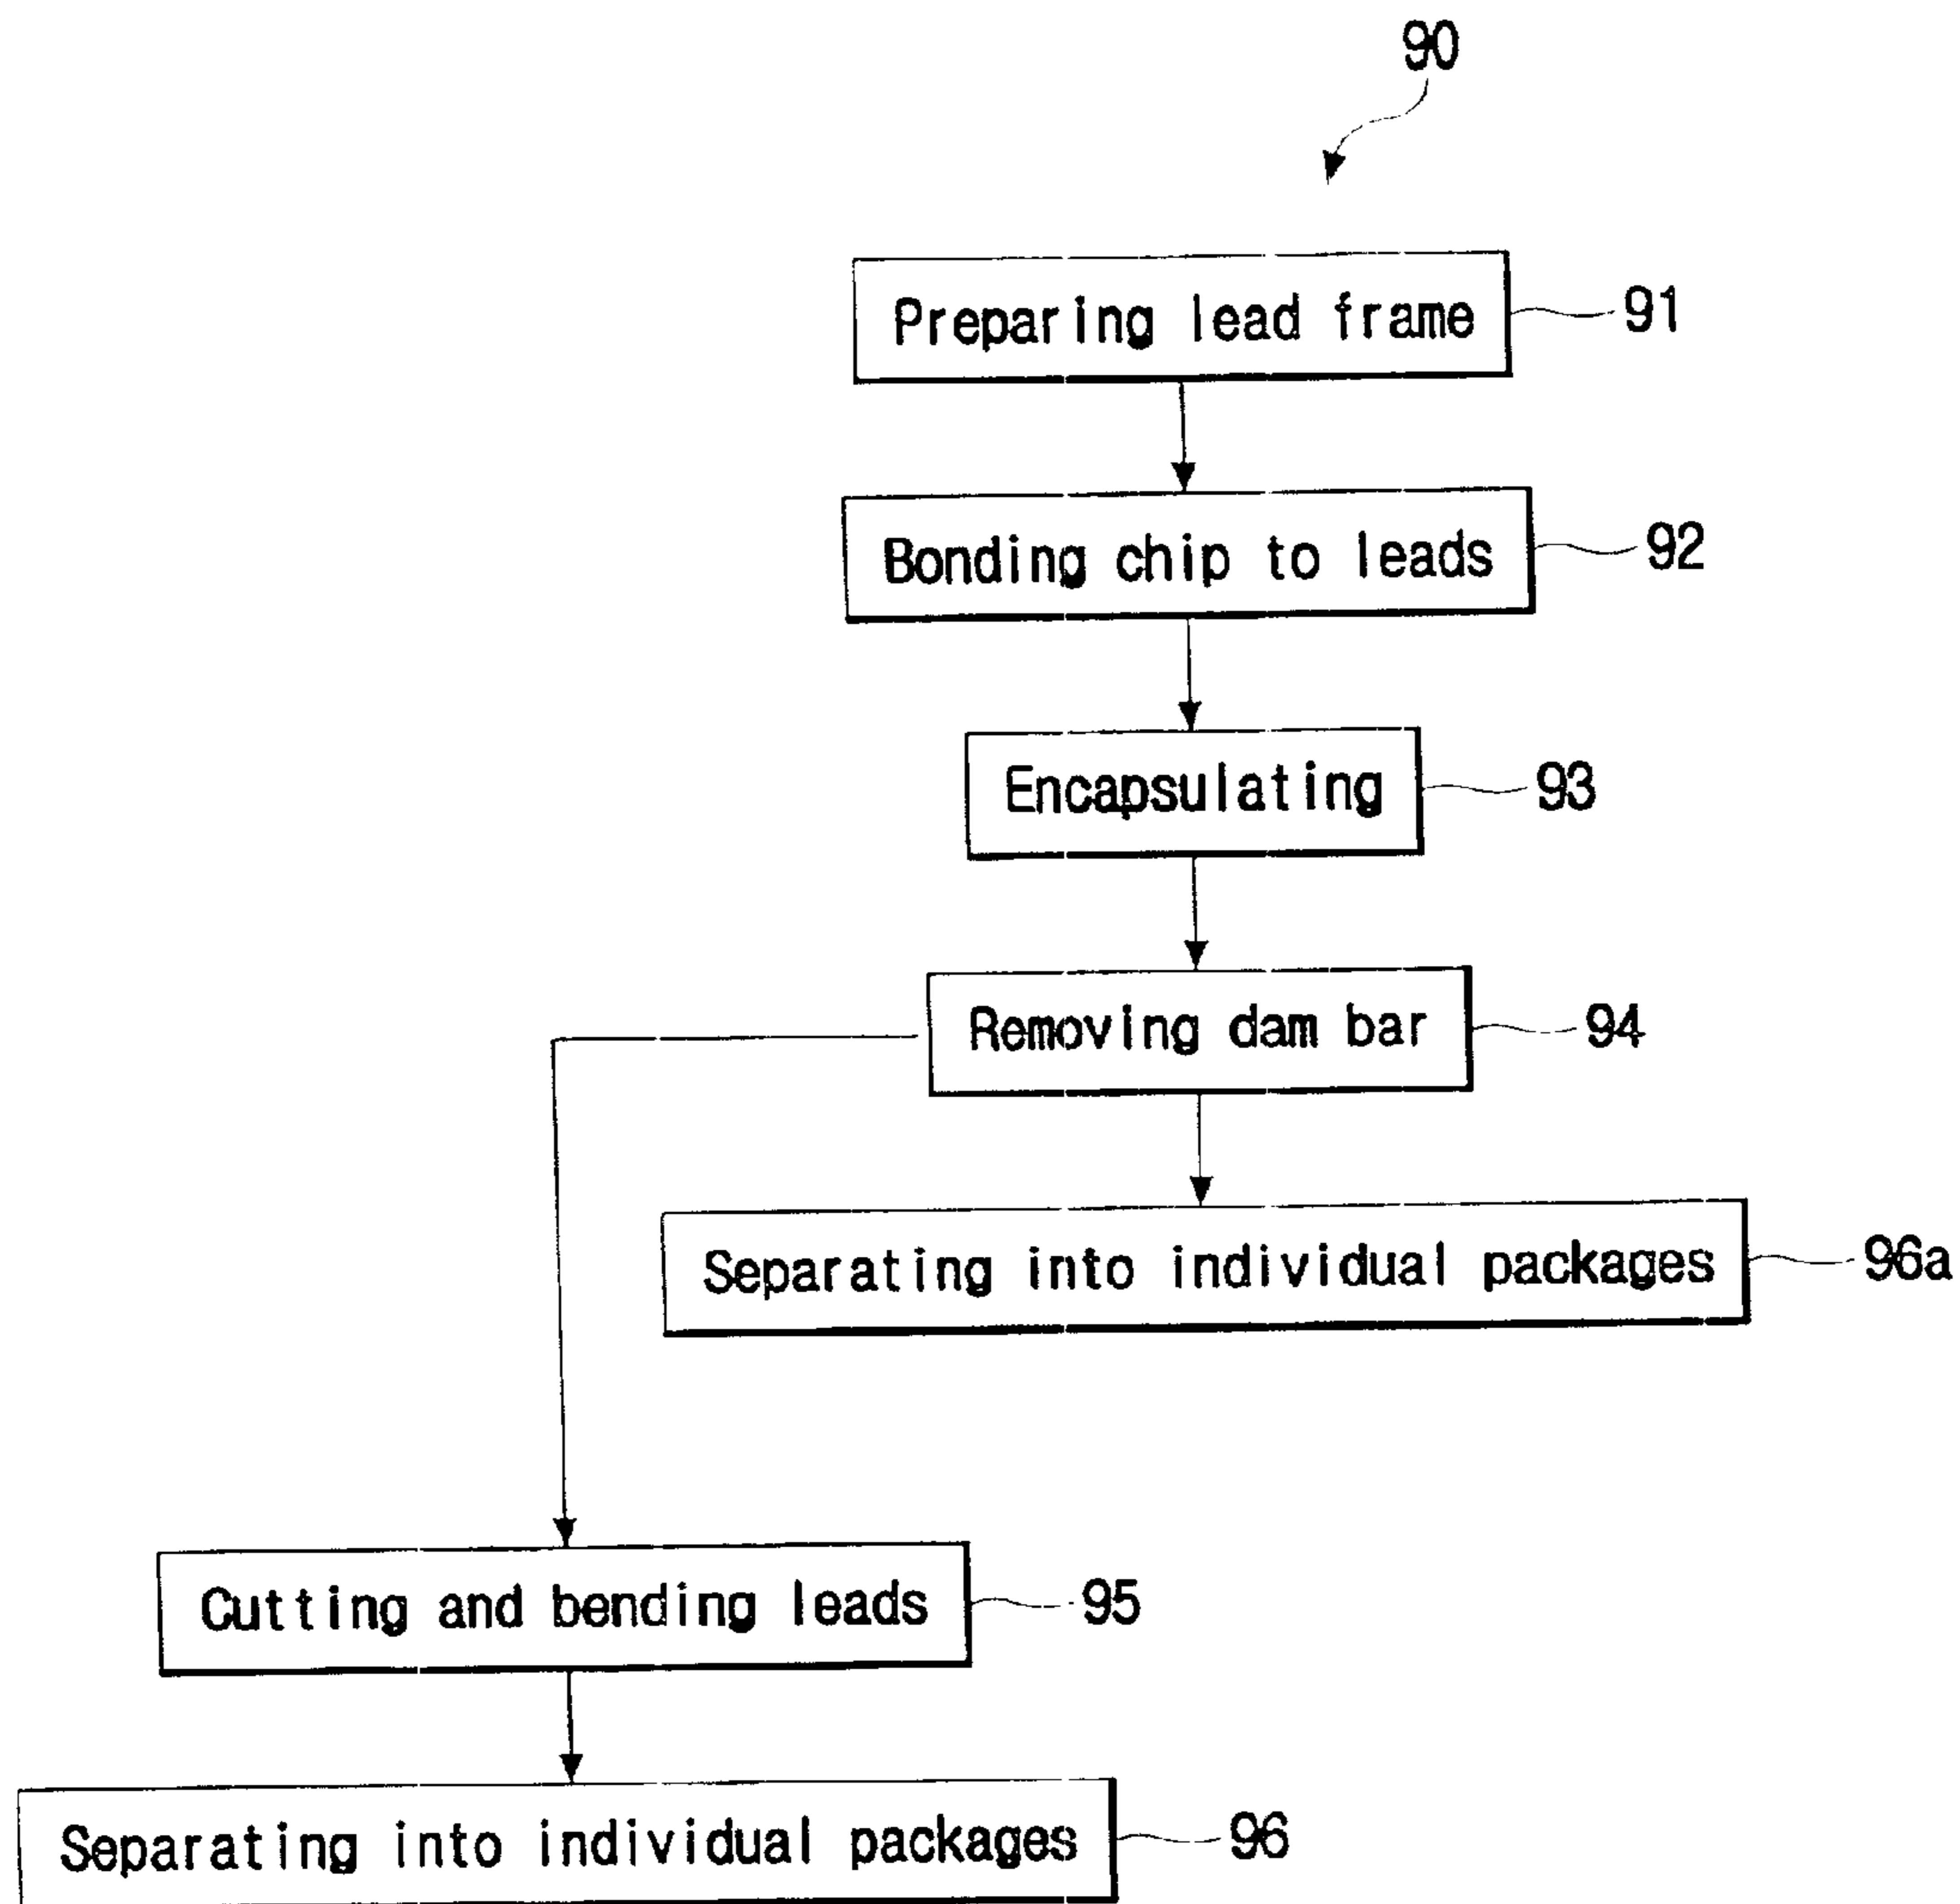 90
Preparing lead frame 91
Bonding chip to leads 92
Encapsulating 93
Removing dam bar 94
Separating into individual packages 96a
Cutting and bending leads 95
Separating into individual packages 96